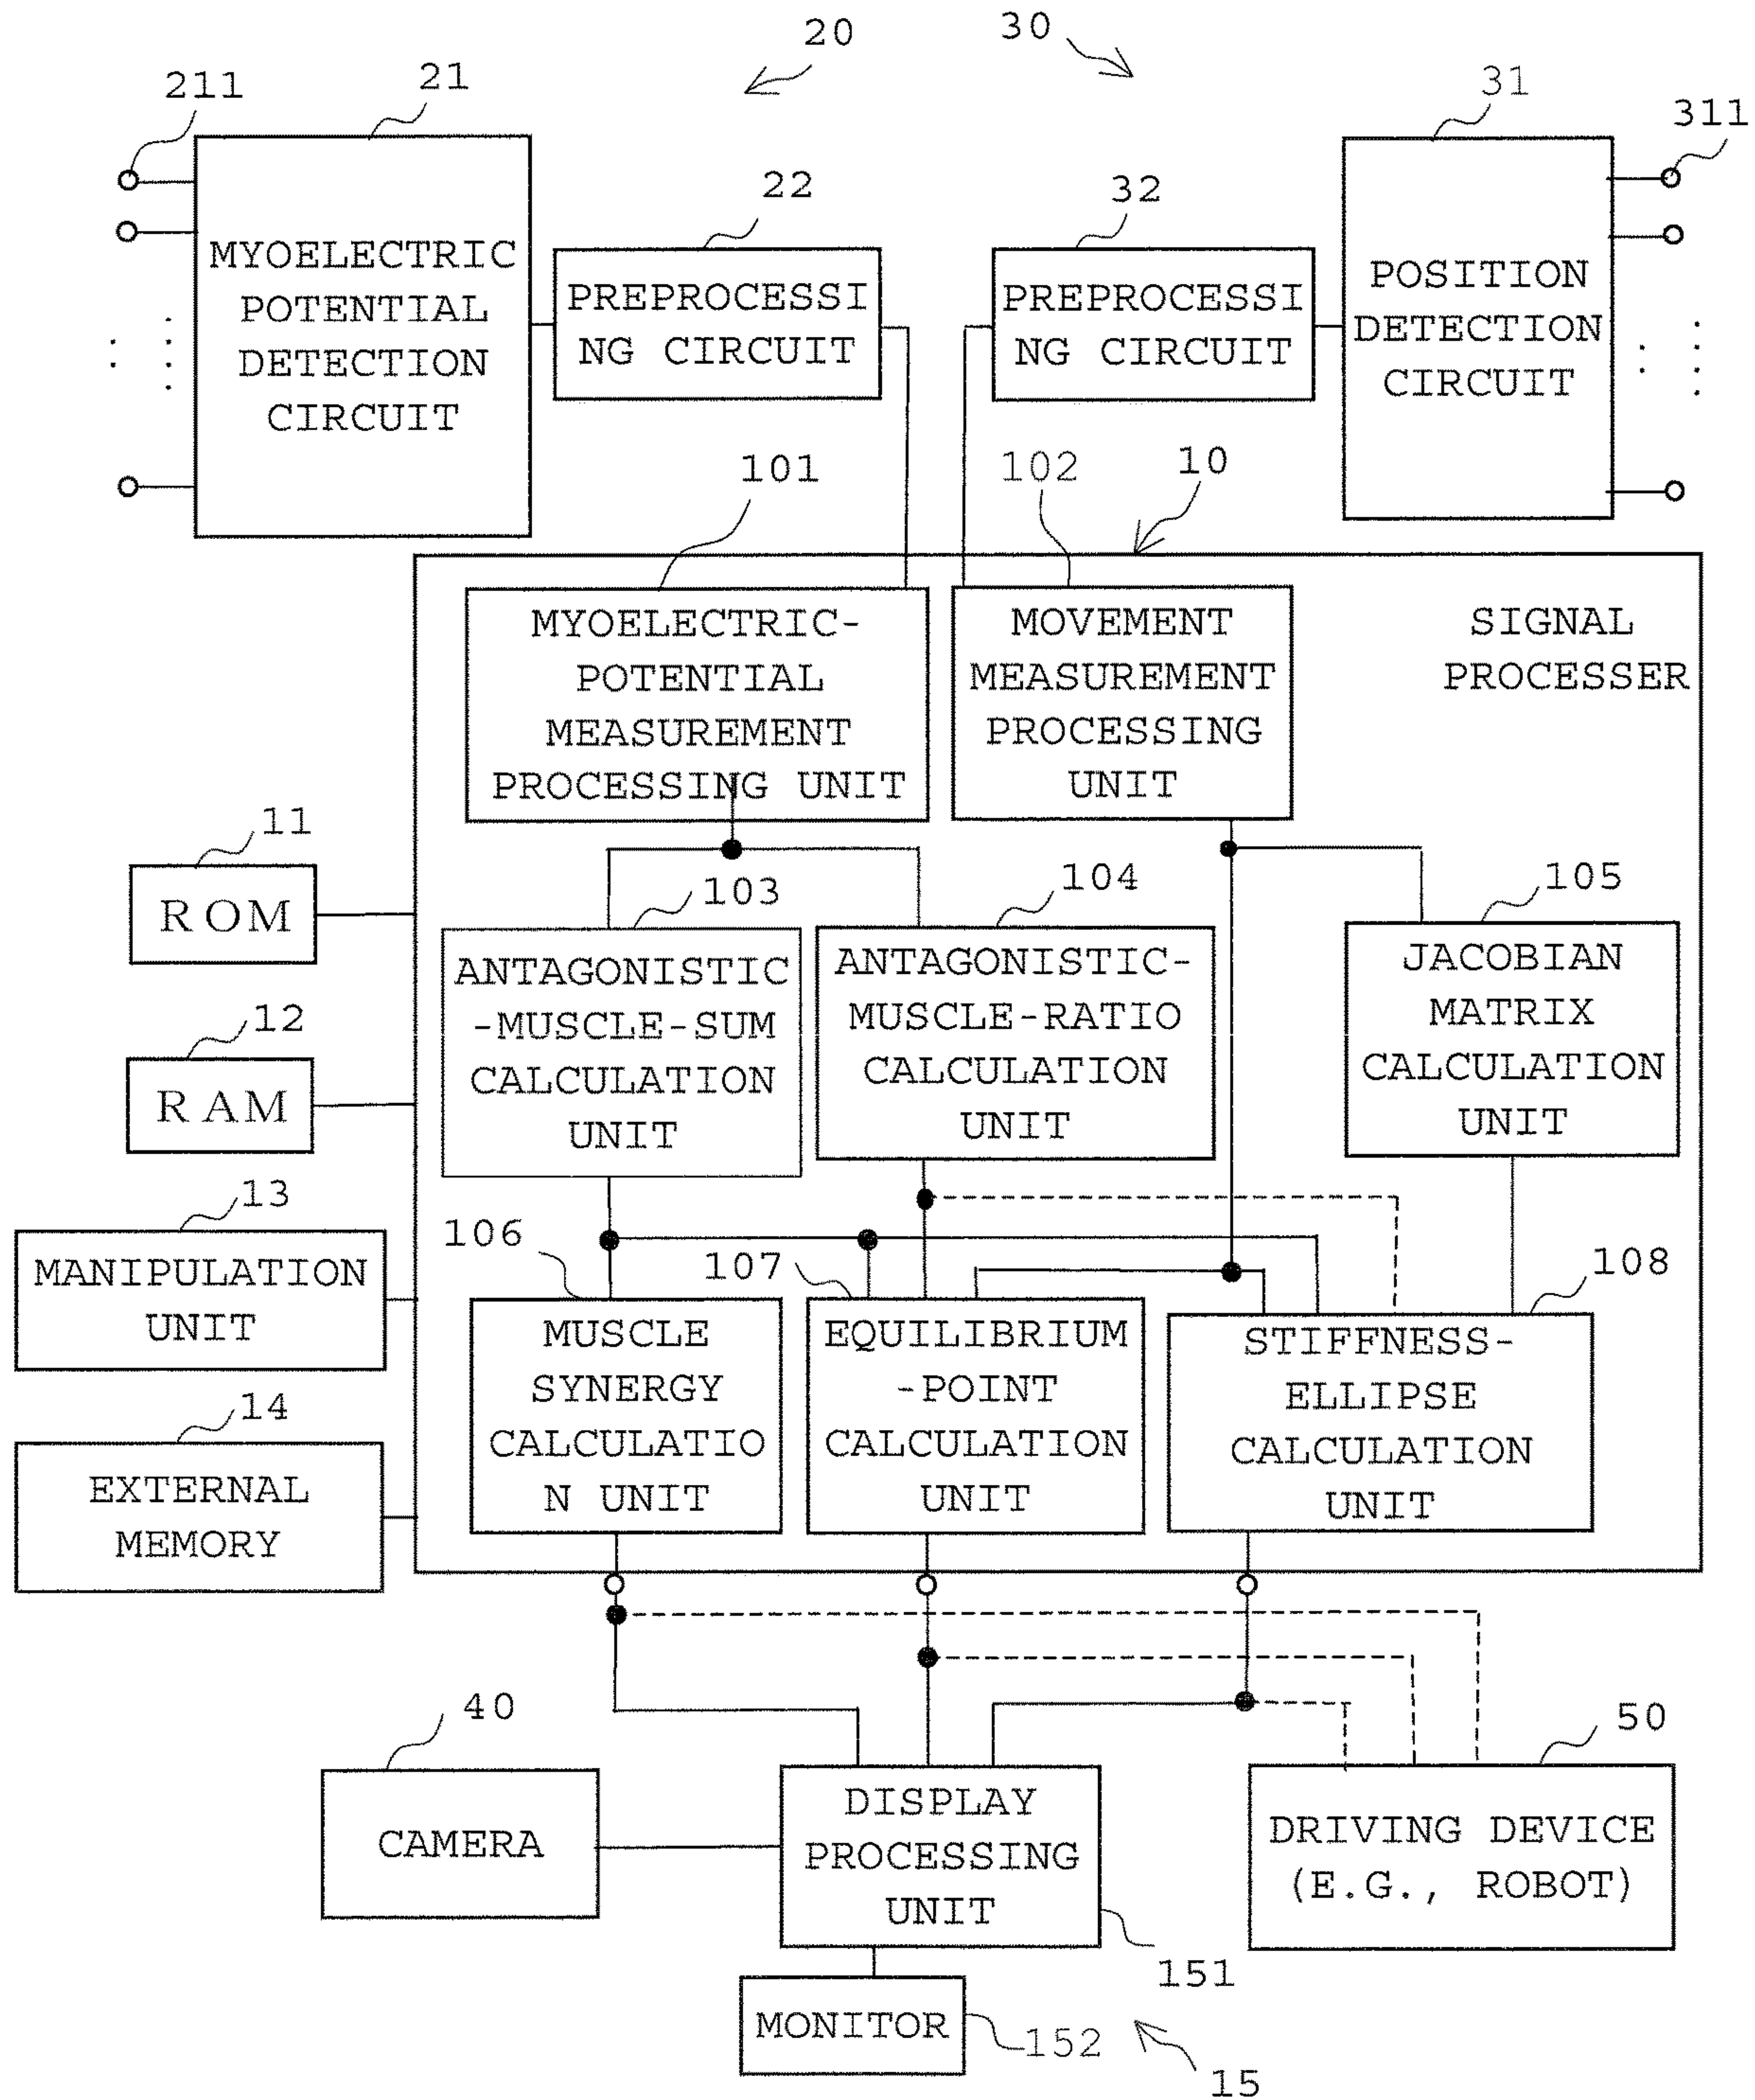 20
30
211
21
31
311
22
32
MYOELECTRIC
POTENTIAL
DETECTION
CIRCUIT
PREPROCESSI
NG CIRCUIT
PREPROCESSI
NG CIRCUIT
POSITION
DETECTION
CIRCUIT
101
102
10
MYOELECTRIC-
POTENTIAL
MEASUREMENT
PROCESSING UNIT
MOVEMENT
MEASUREMENT
PROCESSING
UNIT
SIGNAL
PROCESSER
11
ROM
12
RAM
13
MANIPULATION
UNIT
14
EXTERNAL
MEMORY
103
ANTAGONISTIC
-MUSCLE-SUM
CALCULATION
UNIT
104
ANTAGONISTIC-
MUSCLE-RATIO
CALCULATION
UNIT
105
JACOBIAN
MATRIX
CALCULATION
UNIT
106
MUSCLE
SYNERGY
CALCULATIO
N UNIT
107
EQUILIBRIUM
-POINT
CALCULATION
UNIT
108
STIFFNESS-
ELLIPSE
CALCULATION
UNIT
40
CAMERA
DISPLAY
PROCESSING
UNIT
151
50
DRIVING DEVICE
(E.G., ROBOT)
MONITOR
152
15